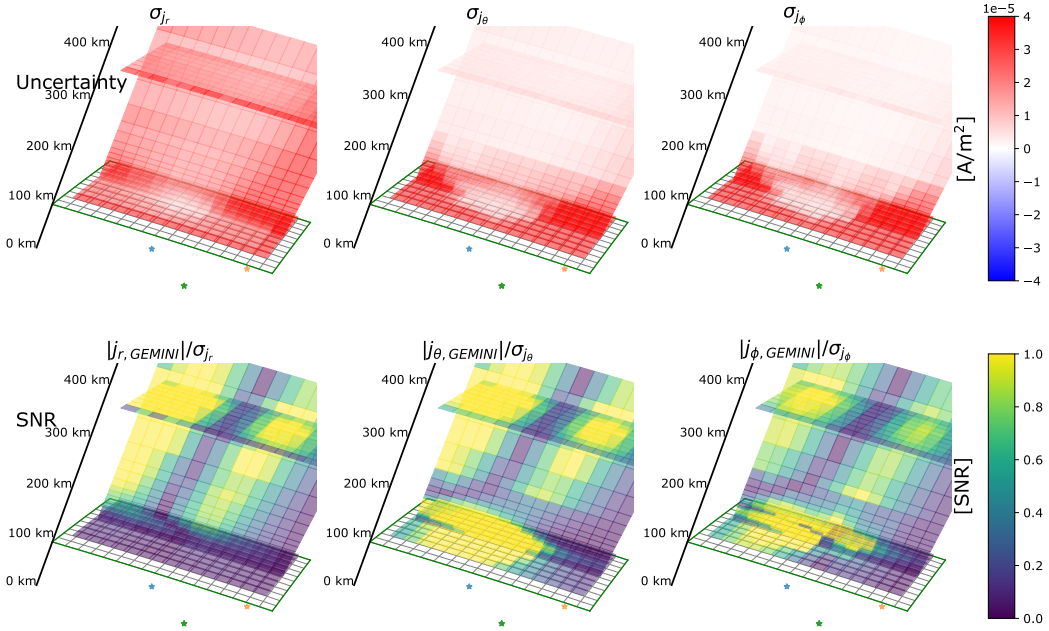 σ_{j_r}
σ_{j_θ}
σ_{j_ϕ}
1e−5
Uncertainty
400 km
300 km
200 km
100 km
0 km
400 km
300 km
200 km
100 km
0 km
400 km
300 km
200 km
100 km
0 km
4
3
2
1
0
−1
−2
−3
−4
[A/m²]
|j_{r, GEMINI}|/σ_{j_r}
|j_{θ, GEMINI}|/σ_{j_θ}
|j_{ϕ, GEMINI}|/σ_{j_ϕ}
SNR
400 km
300 km
200 km
100 km
0 km
400 km
300 km
200 km
100 km
0 km
400 km
300 km
200 km
100 km
0 km
1.0
0.8
0.6
0.4
0.2
0.0
[SNR]